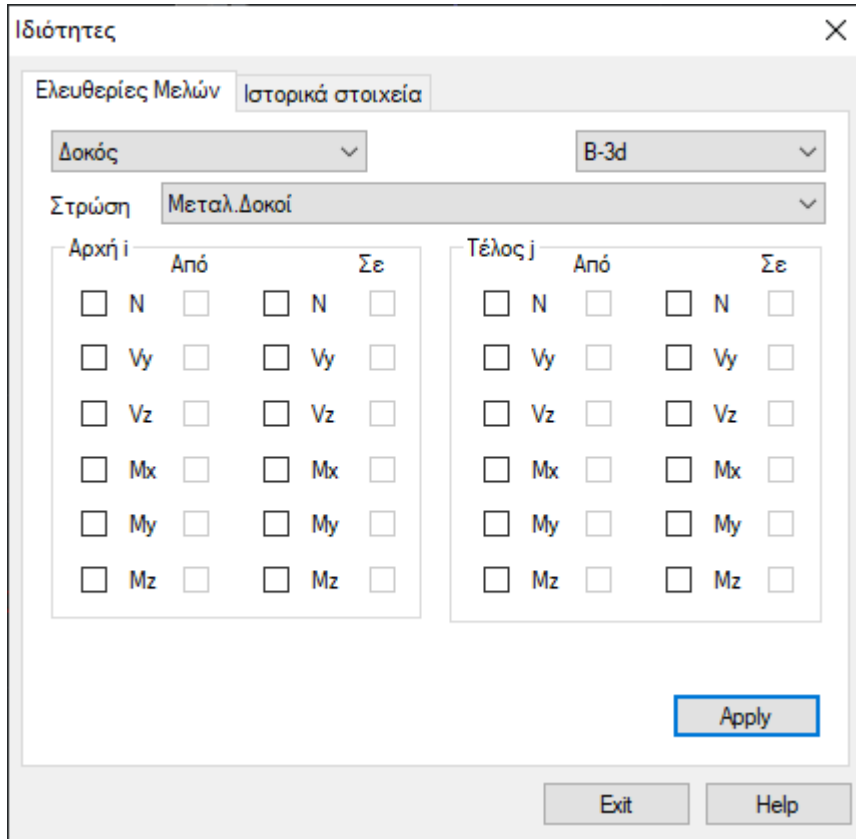 Ιδιότητες
Ελευθερίες Μελών Ιστορικά στοιχεία
Δοκός B-3d
Στρώση Μεταλ.Δοκοί
Αρχή i Τέλος j
Από Σε Από Σε
N N N N
Vy Vy Vy Vy
Vz Vz Vz Vz
Mx Mx Mx Mx
My My My My
Mz Mz Mz Mz
Apply
Exit Help